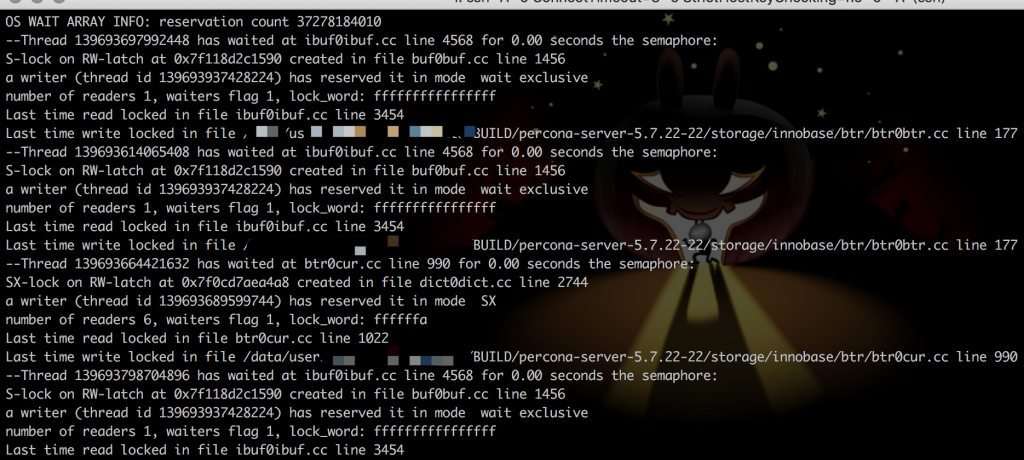 OS WAIT ARRAY INFO: reservation count 37278184010
--Thread 139693697992448 has waited at ibuf0ibuf.cc line 4568 for 0.00 seconds the semaphore:
S-lock on RW-latch at 0x7f118d2c1590 created in file buf0buf.cc line 1456
a writer (thread id 139693937428224) has reserved it in mode  wait exclusive
number of readers 1, waiters flag 1, lock_word: ffffffffffffffff
Last time read locked in file ibuf0ibuf.cc line 3454
Last time write locked in file / us BUILD/percona-server-5.7.22-22/storage/innobase/btr/btr0btr.cc line 177
--Thread 139693614065408 has waited at ibuf0ibuf.cc line 4568 for 0.00 seconds the semaphore:
S-lock on RW-latch at 0x7f118d2c1590 created in file buf0buf.cc line 1456
a writer (thread id 139693937428224) has reserved it in mode  wait exclusive
number of readers 1, waiters flag 1, lock_word: ffffffffffffffff
Last time read locked in file ibuf0ibuf.cc line 3454
Last time write locked in file / BUILD/percona-server-5.7.22-22/storage/innobase/btr/btr0btr.cc line 177
--Thread 139693664421632 has waited at btr0cur.cc line 990 for 0.00 seconds the semaphore:
SX-lock on RW-latch at 0x7f0cd7aea4a8 created in file dict0dict.cc line 2744
a writer (thread id 139693689599744) has reserved it in mode  SX
number of readers 6, waiters flag 1, lock_word: ffffffa
Last time read locked in file btr0cur.cc line 1022
Last time write locked in file /data/user BUILD/percona-server-5.7.22-22/storage/innobase/btr/btr0cur.cc line 990
--Thread 139693798704896 has waited at ibuf0ibuf.cc line 4568 for 0.00 seconds the semaphore:
S-lock on RW-latch at 0x7f118d2c1590 created in file buf0buf.cc line 1456
a writer (thread id 139693937428224) has reserved it in mode  wait exclusive
number of readers 1, waiters flag 1, lock_word: ffffffffffffffff
Last time read locked in file ibuf0ibuf.cc line 3454